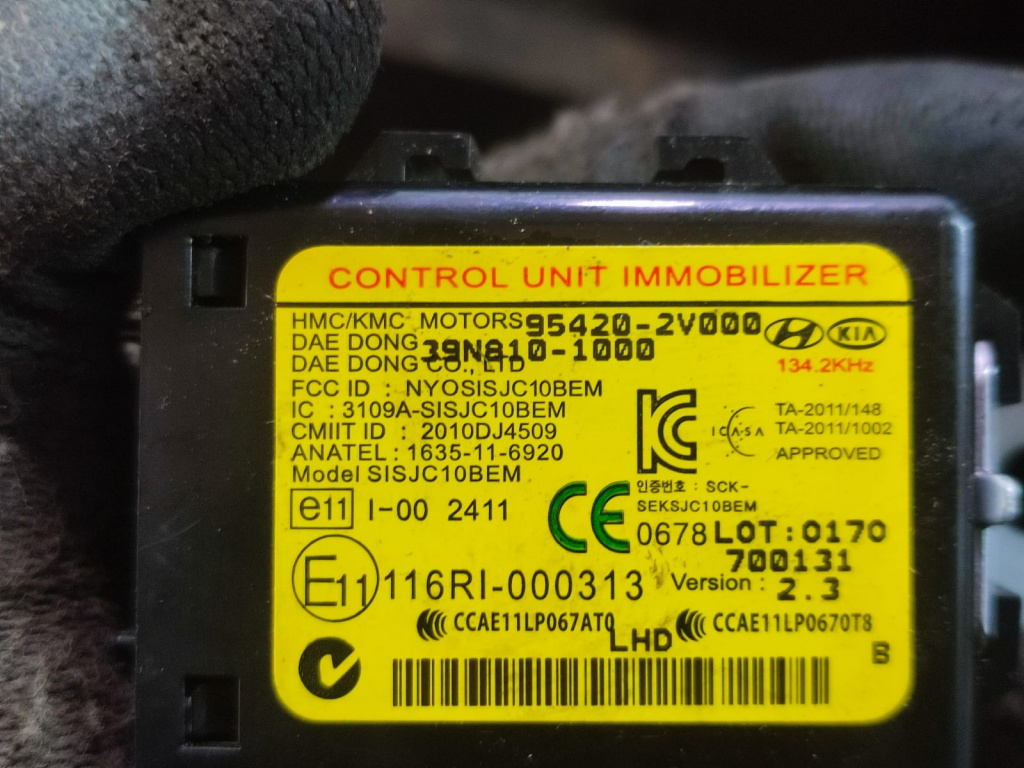 CONTROL UNIT IMMOBILIZER
HMC/KMC MOTORS 95420-2V000 KIA
DAE DONG 39N810-1000
DAE DONG CO., LTD 134.2KHz
FCC ID : NYOSISJC10BEM
IC : 3109A-SISJC10BEM
CMIIT ID : 2010DJ4509
ANATEL : 1635-11-6920
Model SISJC10BEM
ICASA
TA-2011/148
TA-2011/1002
APPROVED
e11 I-00 2411
CE 0678
인증번호 : SCK-
SEKSJC10BEM
LOT:0170
700131
E11 116RI-000313 Version : 2.3
CCAE11LP067AT0 LHD CCAE11LP0670T8
B